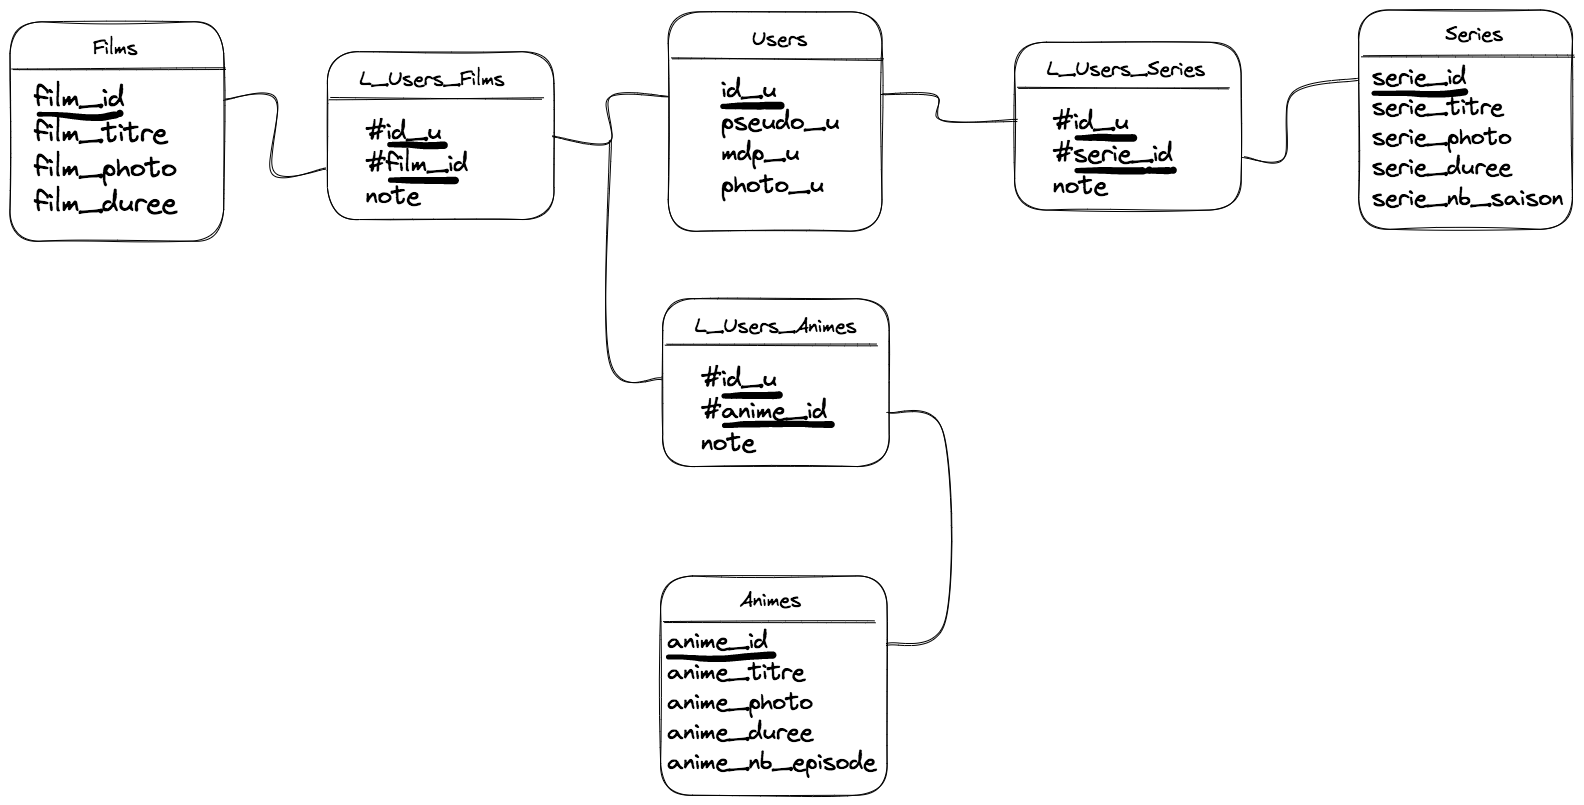 Films
film_id
film_titre
film_photo
film_duree
L_Users_Films
#id_u
#film_id
note
Users
id_u
pseudo_u
mdp_u
photo_u
L_Users_Series
#id_u
#serie_id
note
Series
serie_id
serie_titre
serie_photo
serie_duree
serie_nb_saison
L_Users_Animes
#id_u
#anime_id
note
Animes
anime_id
anime_titre
anime_photo
anime_duree
anime_nb_episode